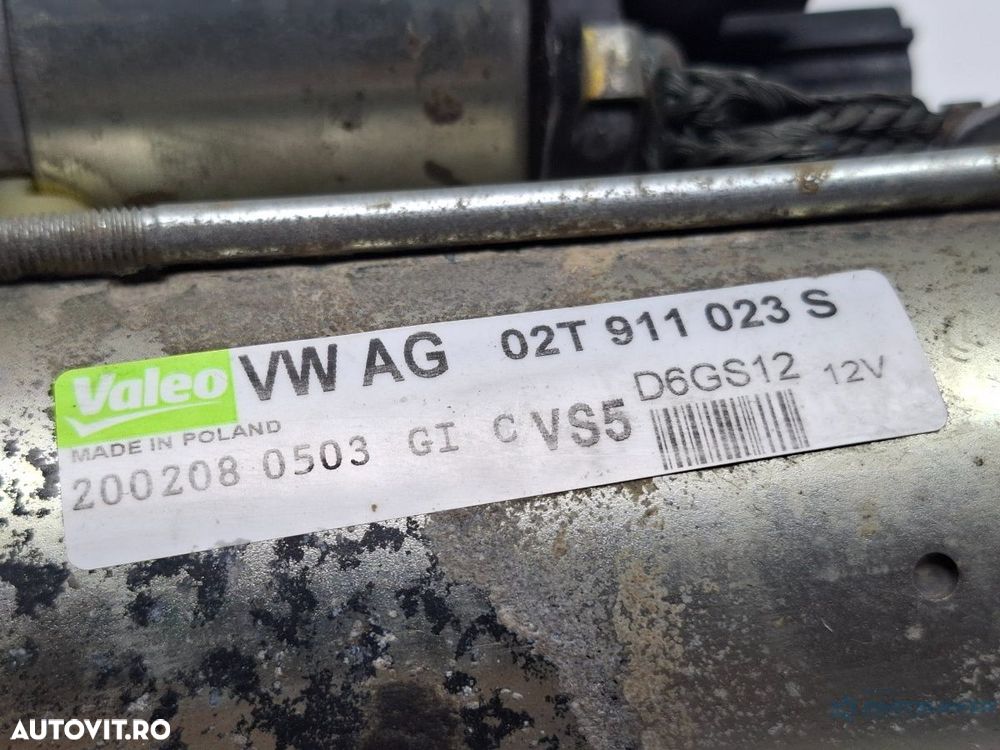 Valeo VW AG 02T 911 023 S
MADE IN POLAND D6GS12 12V
200208 0503 GI C VS5
AUTOVIT.RO